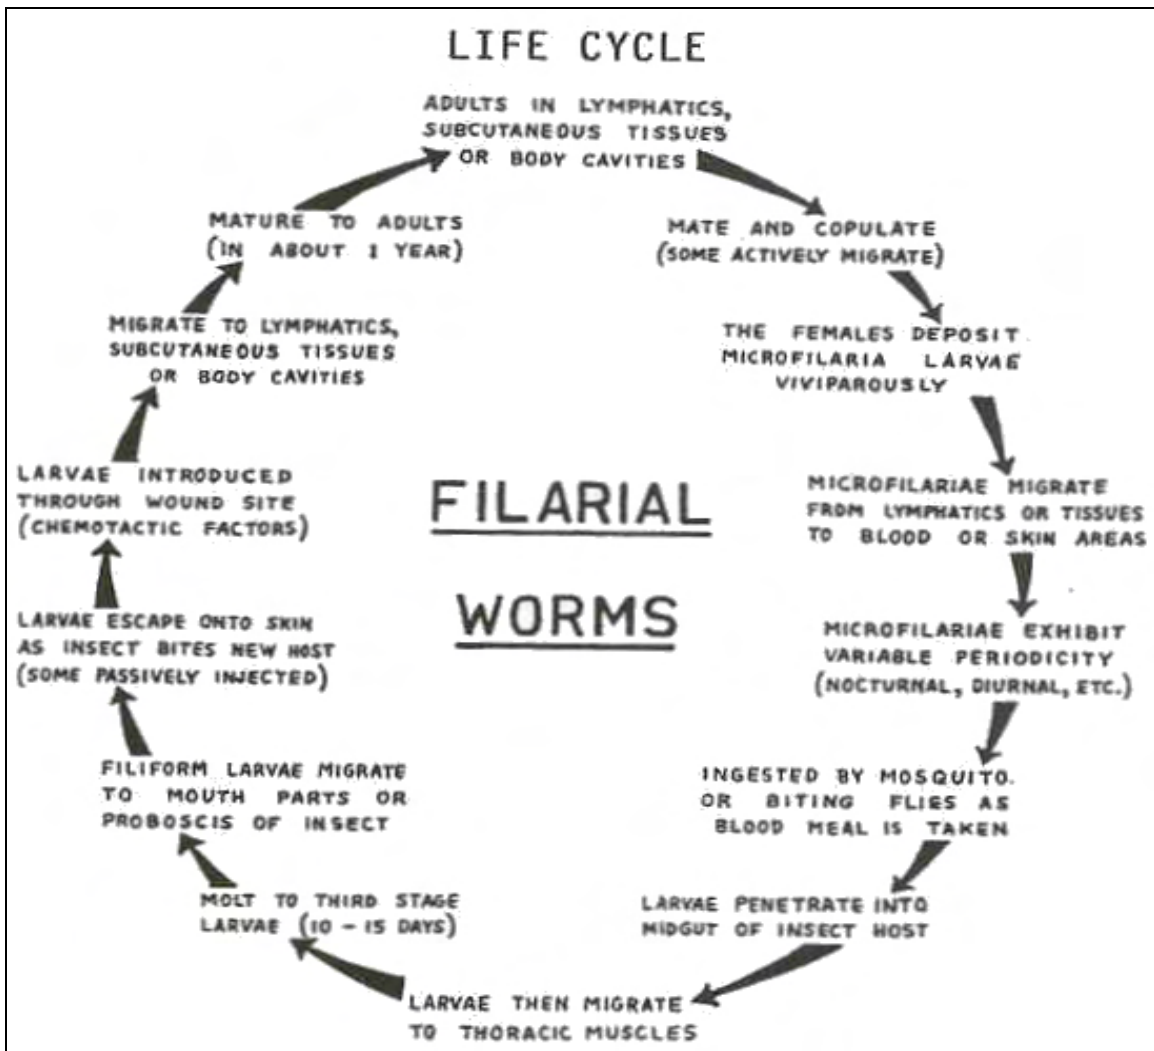 LIFE CYCLE
ADULTS IN LYMPHATICS,
SUBCUTANEOUS TISSUES
OR BODY CAVITIES
MATE AND COPULATE
(SOME ACTIVELY MIGRATE)
THE FEMALES DEPOSIT
MICROFILARIA LARVAE
VIVIPAROUSLY
MICROFILARIAE MIGRATE
FROM LYMPHATICS OR TISSUES
TO BLOOD OR SKIN AREAS
MICROFILARIAE EXHIBIT
VARIABLE PERIODICITY
(NOCTURNAL, DIURNAL, ETC.)
INGESTED BY MOSQUITO.
OR BITING FLIES AS
BLOOD MEAL IS TAKEN
LARVAE PENETRATE INTO
MIDGUT OF INSECT HOST
LARVAE THEN MIGRATE
TO THORACIC MUSCLES
MOLT TO THIRD STAGE
LARVAE (10 - 15 DAYS)
FILIFORM LARVAE MIGRATE
TO MOUTH PARTS OR
PROBOSCIS OF INSECT
LARVAE ESCAPE ONTO SKIN
AS INSECT BITES NEW HOST
(SOME PASSIVELY INJECTED)
LARVAE INTRODUCED
THROUGH WOUND SITE
(CHEMOTACTIC FACTORS)
MIGRATE TO LYMPHATICS,
SUBCUTANEOUS TISSUES
OR BODY CAVITIES
MATURE TO ADULTS
(IN ABOUT 1 YEAR)
FILARIAL
WORMS